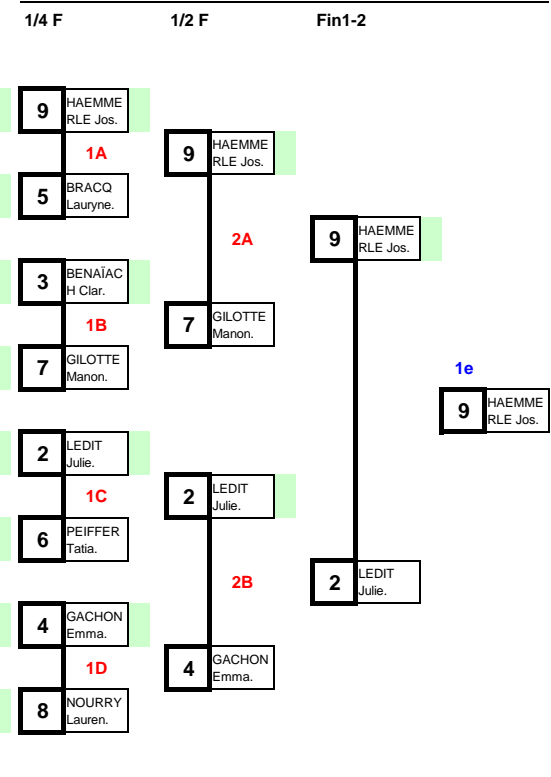 1/4 F
1/2 F
Fin1-2
9
HAEMME
RLE Jos.
1A
5
BRACQ
Lauryne.
3
BENAÏAC
H Clar.
1B
7
GILOTTE
Manon.
2
LEDIT
Julie.
1C
6
PEIFFER
Tatia.
4
GACHON
Emma.
1D
8
NOURRY
Lauren.
9
HAEMME
RLE Jos.
2A
7
GILOTTE
Manon.
2
LEDIT
Julie.
2B
4
GACHON
Emma.
9
HAEMME
RLE Jos.
2
LEDIT
Julie.
1e
9
HAEMME
RLE Jos.